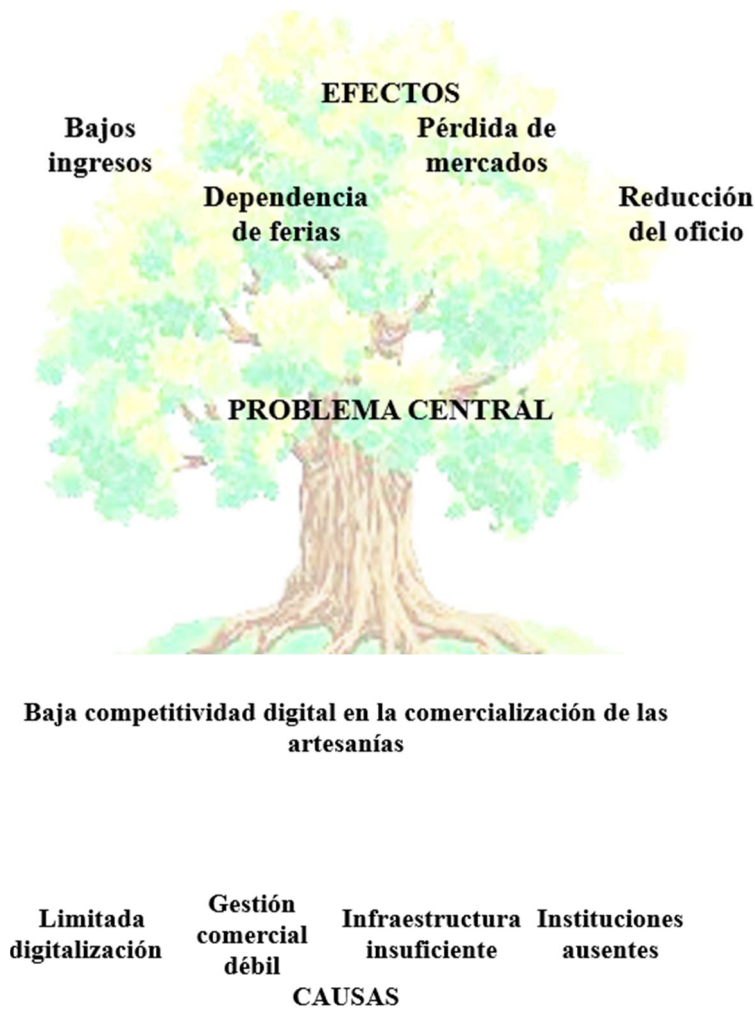 EFECTOS
Bajos
ingresos
Pérdida de
mercados
Dependencia
de ferias
Reducción
del oficio
PROBLEMA CENTRAL
Baja competitividad digital en la comercialización de las
artesanías
Limitada
digitalización
Gestión
comercial
débil
Infraestructura
insuficiente
Instituciones
ausentes
CAUSAS